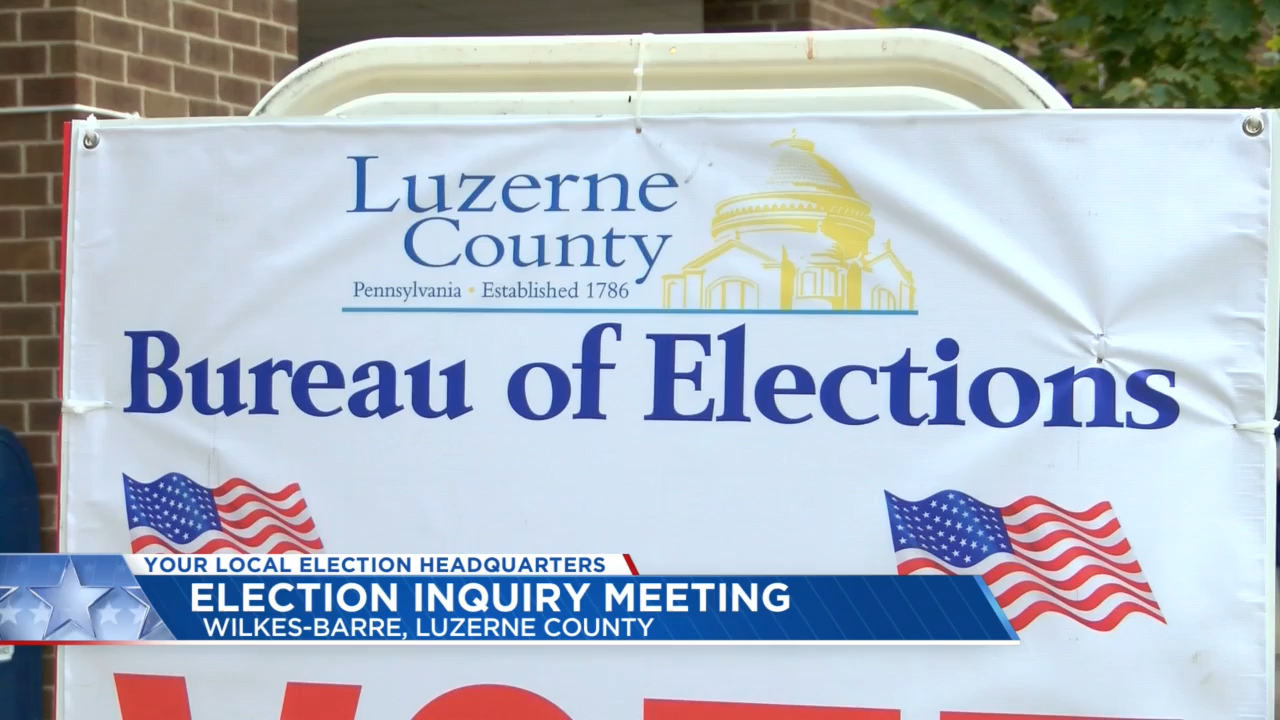 Luzerne
County
Pennsylvania • Established 1786
Bureau of Elections
YOUR LOCAL ELECTION HEADQUARTERS
ELECTION INQUIRY MEETING
WILKES-BARRE, LUZERNE COUNTY